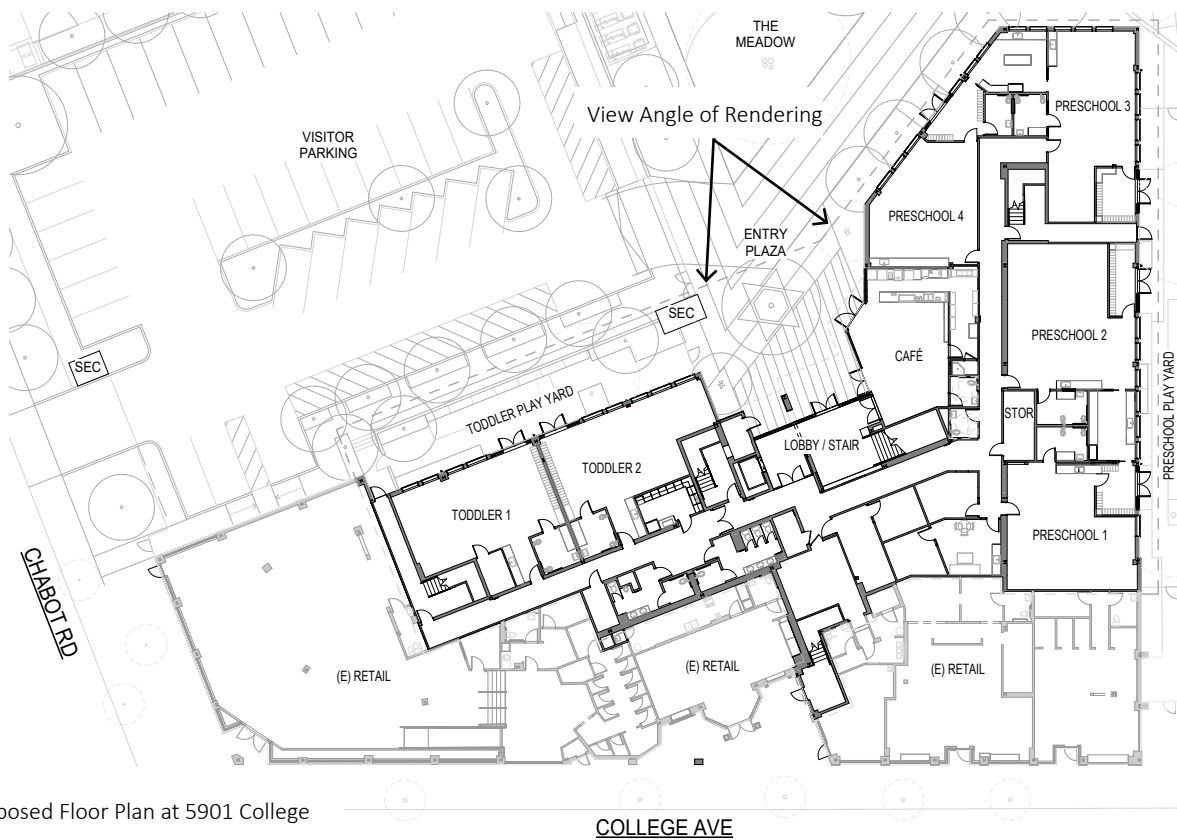 THE
MEADOW
View Angle of Rendering
PRESCHOOL 3
VISITOR
PARKING
PRESCHOOL 4
ENTRY
PLAZA
SEC
SEC
CAFÉ
PRESCHOOL 2
PRESCHOOL PLAY YARD
TODDLER PLAY YARD
STOR
LOBBY / STAIR
TODDLER 2
TODDLER 1
PRESCHOOL 1
CHABOT RD
(E) RETAIL
(E) RETAIL
(E) RETAIL
posed Floor Plan at 5901 College
COLLEGE AVE